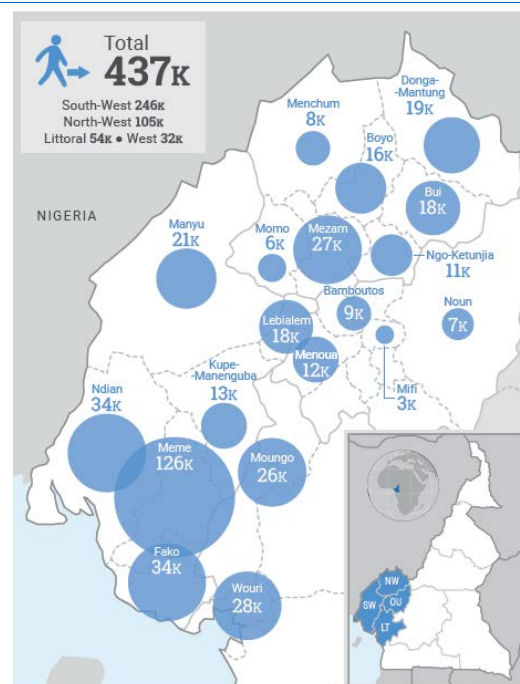 Total
437K
South-West 246K
North-West 105K
Littoral 54K ● West 32K
Donga-
-Mantung
19K
Menchum
8K
Boyo
16K
Bui
18K
NIGERIA
Manyu
21K
Momo
6K
Mezam
27K
Ngo-Ketunjia
11K
Bamboutos
9K
Noun
7K
Lebialem
18K
Menoua
12K
Mifi
3K
Kupe-
-Manenguba
13K
Ndian
34K
Meme
126K
Moungo
26K
Fako
34K
Wouri
28K
NW
SW
OU
LT